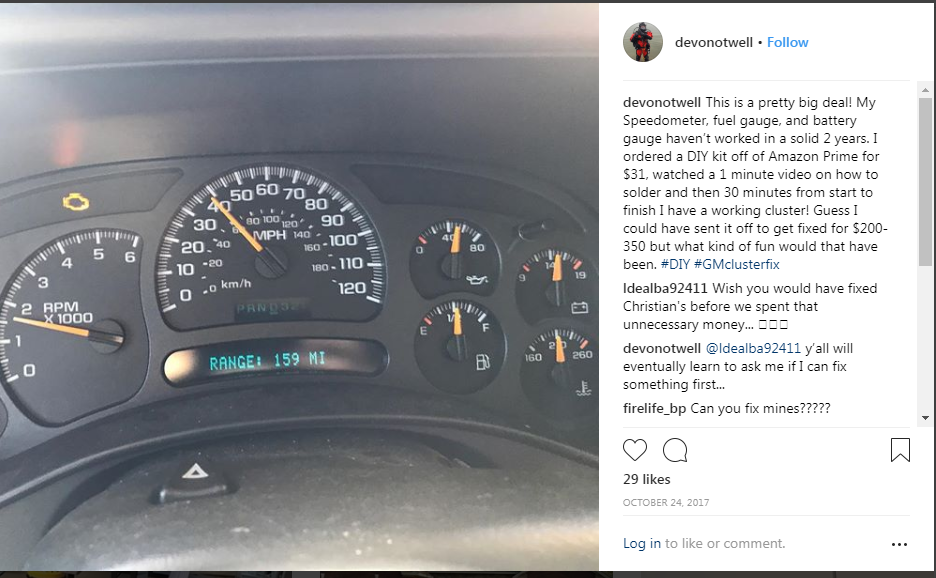 devonotwell • Follow
devonotwell This is a pretty big deal! My
Speedometer, fuel gauge, and battery
gauge haven't worked in a solid 2 years. I
ordered a DIY kit off of Amazon Prime for
$31, watched a 1 minute video on how to
solder and then 30 minutes from start to
finish I have a working cluster! Guess I
could have sent it off to get fixed for $200-
350 but what kind of fun would that have
been. #DIY #GMclusterfix
Idealba92411 Wish you would have fixed
Christian's before we spent that
unnecessary money... □□□
devonotwell @Idealba92411 y'all will
eventually learn to ask me if I can fix
something first...
firelife_bp Can you fix mines?????
29 likes
OCTOBER 24, 2017
Log in to like or comment.
0 1 2 3 4 5 6
RPM
X 1000
0 10 20 30 40 50 60 70 80 90 100 110 120
0 20 40 60 80 100 120 140 160 180
MPH
km/h
PRND32
RANGE: 159 MI
0 40 80
9 14 19
E 1/2 F
160 260